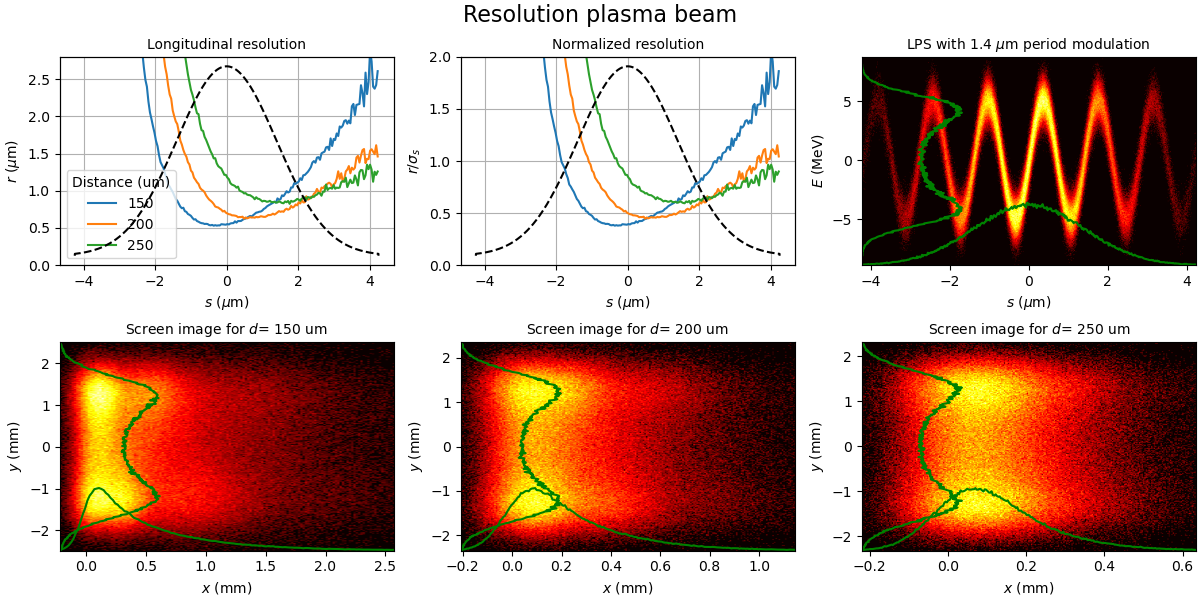 Resolution plasma beam
Longitudinal resolution
r (μm)
2.5
2.0
1.5
1.0
0.5
0.0
Distance (um)
150
200
250
−4 −2 0 2 4
s (μm)
Normalized resolution
r/σs
2.0
1.5
1.0
0.5
0.0
−4 −2 0 2 4
s (μm)
LPS with 1.4 μm period modulation
E (MeV)
5
0
−5
−4 −2 0 2 4
s (μm)
Screen image for d= 150 um
y (mm)
2
1
0
−1
−2
0.0 0.5 1.0 1.5 2.0 2.5
x (mm)
Screen image for d= 200 um
y (mm)
2
1
0
−1
−2
−0.2 0.0 0.2 0.4 0.6 0.8 1.0
x (mm)
Screen image for d= 250 um
y (mm)
2
1
0
−1
−2
−0.2 0.0 0.2 0.4 0.6
x (mm)